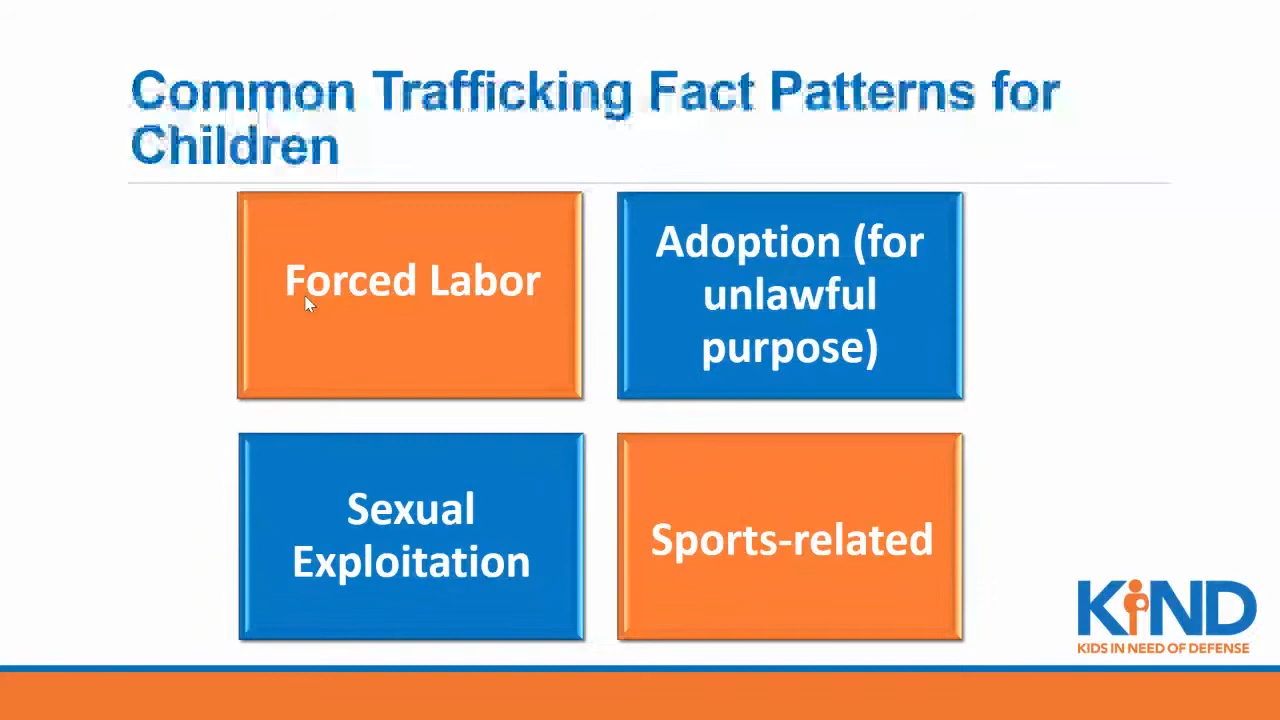 Common Trafficking Fact Patterns for
Children
Forced Labor
Adoption (for
unlawful
purpose)
Sexual
Exploitation
Sports-related
KiND
KIDS IN NEED OF DEFENSE